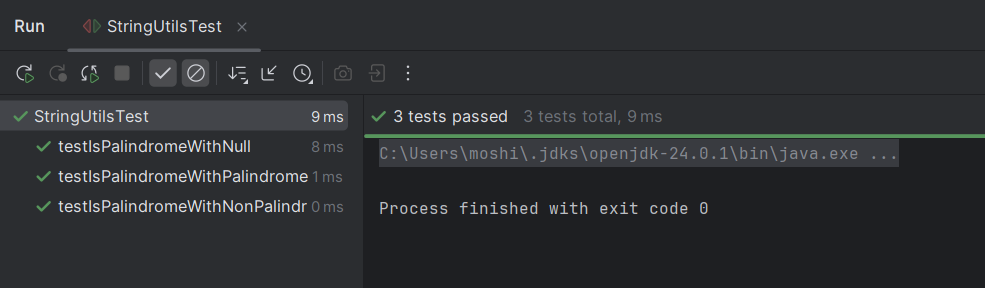 Run StringUtilsTest
StringUtilsTest 9 ms
testIsPalindromeWithNull 8 ms
testIsPalindromeWithPalindrome 1 ms
testIsPalindromeWithNonPalindr 0 ms
3 tests passed 3 tests total, 9 ms
C:\Users\moshi\.jdks\openjdk-24.0.1\bin\java.exe ...
Process finished with exit code 0